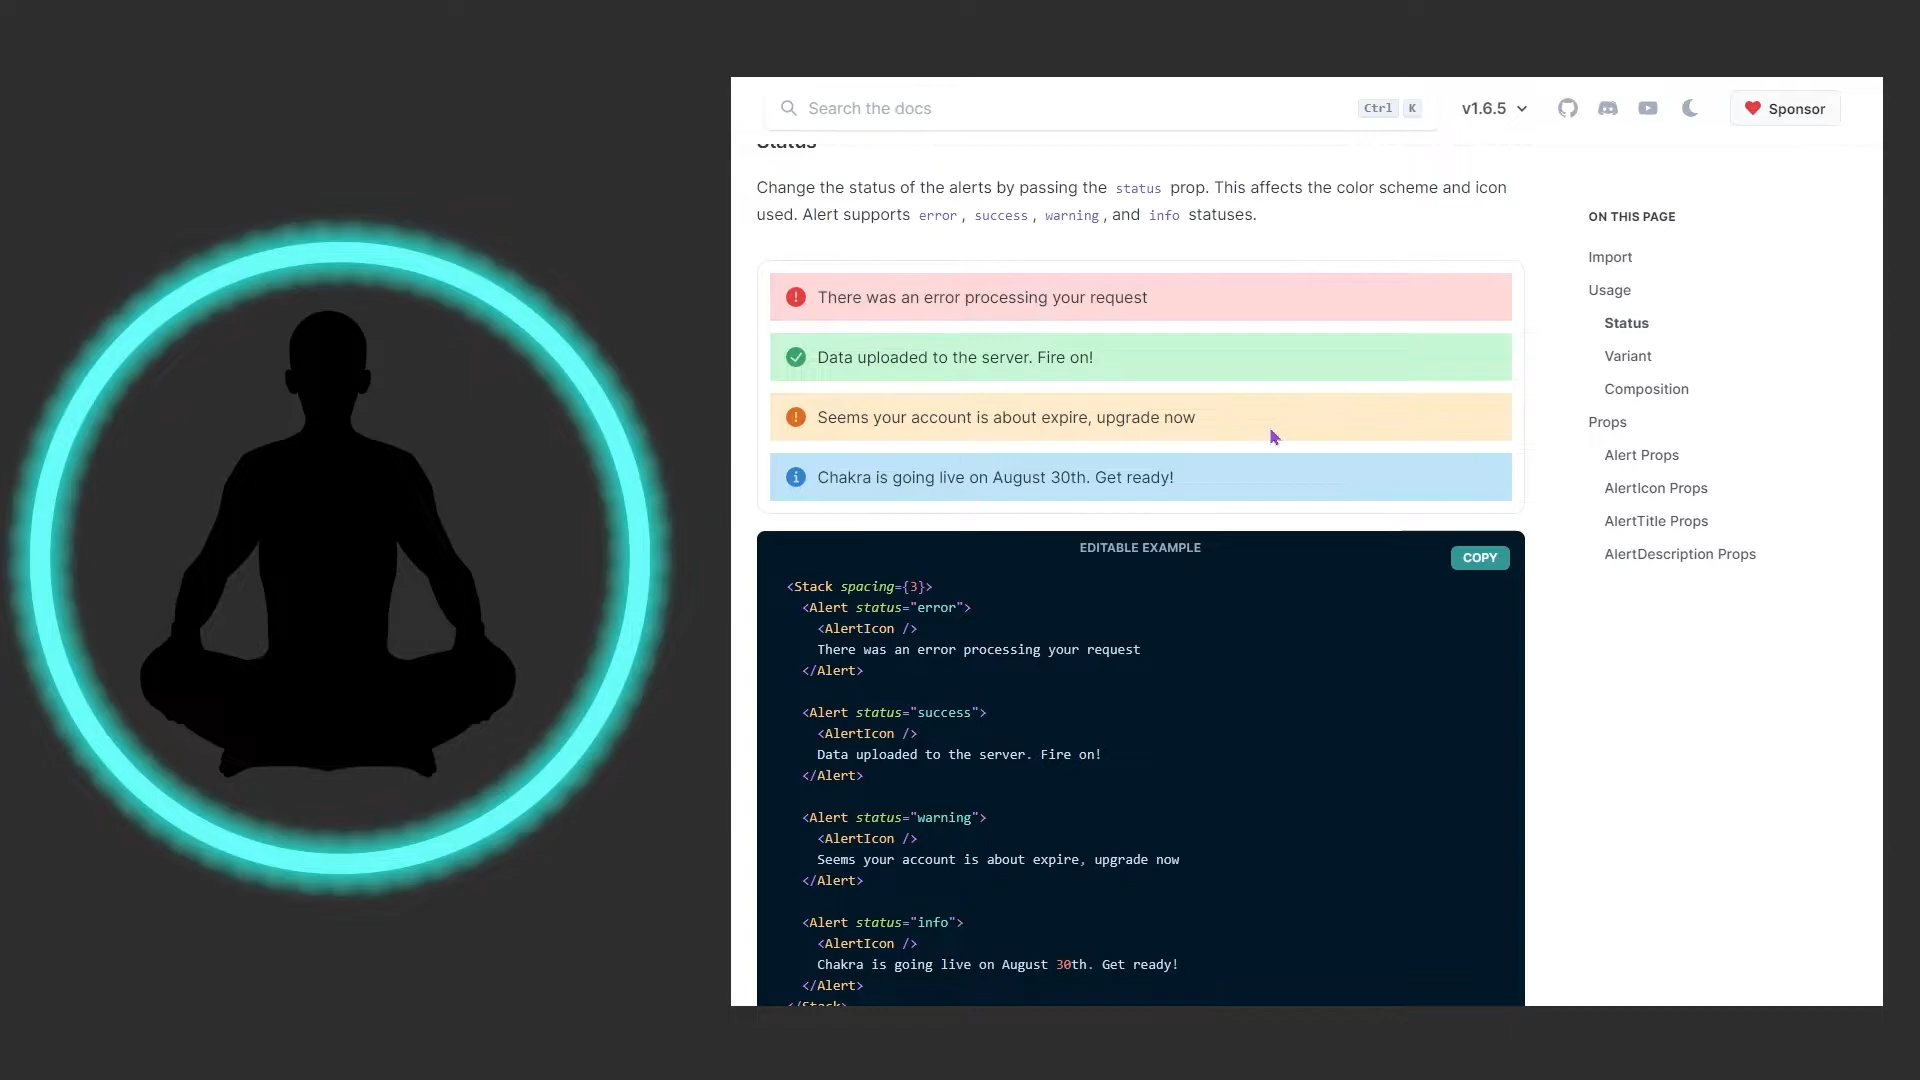 Search the docs
Ctrl K
v1.6.5
Sponsor
Status
Change the status of the alerts by passing the status prop. This affects the color scheme and icon
used. Alert supports error, success, warning, and info statuses.
There was an error processing your request
Data uploaded to the server. Fire on!
Seems your account is about expire, upgrade now
Chakra is going live on August 30th. Get ready!
EDITABLE EXAMPLE
COPY
<Stack spacing={3}>
<Alert status="error">
<AlertIcon />
There was an error processing your request
</Alert>
<Alert status="success">
<AlertIcon />
Data uploaded to the server. Fire on!
</Alert>
<Alert status="warning">
<AlertIcon />
Seems your account is about expire, upgrade now
</Alert>
<Alert status="info">
<AlertIcon />
Chakra is going live on August 30th. Get ready!
</Alert>
</Stack>
ON THIS PAGE
Import
Usage
Status
Variant
Composition
Props
Alert Props
AlertIcon Props
AlertTitle Props
AlertDescription Props